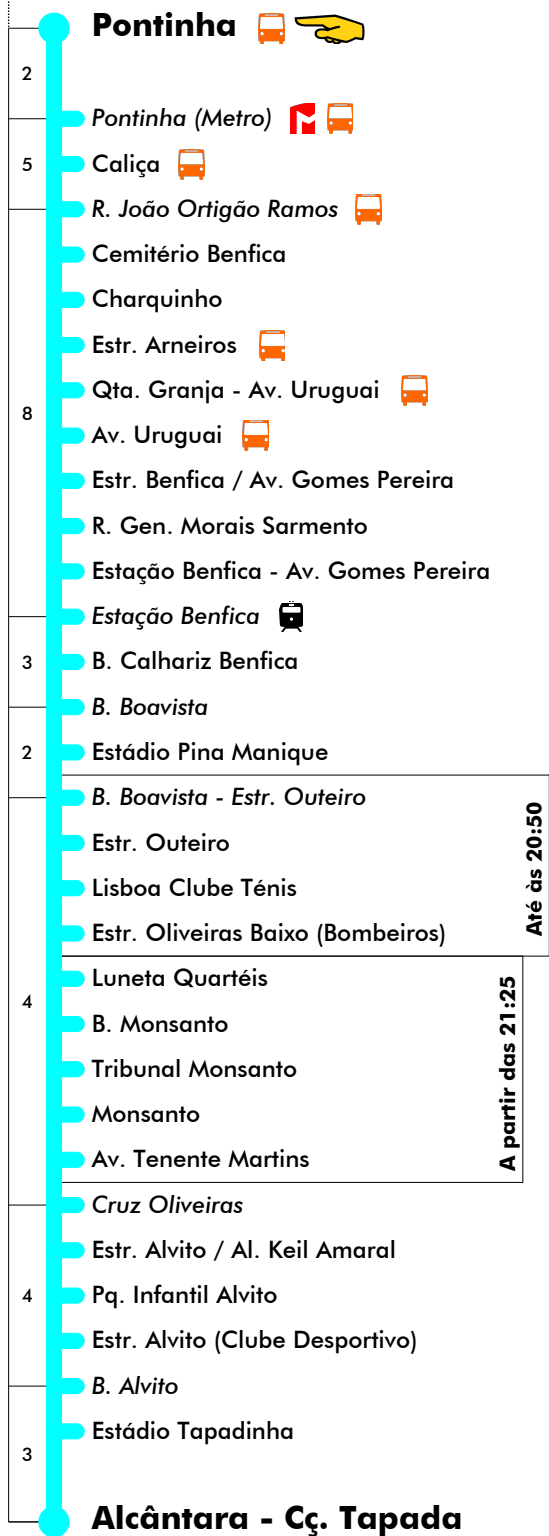 Pontinha
2
Pontinha (Metro)
5
Caliça
R. João Ortigão Ramos
Cemitério Benfica
Charquinho
Estr. Arneiros
Qta. Granja - Av. Uruguai
8
Av. Uruguai
Estr. Benfica / Av. Gomes Pereira
R. Gen. Morais Sarmento
Estação Benfica - Av. Gomes Pereira
Estação Benfica
3
B. Calhariz Benfica
B. Boavista
2
Estádio Pina Manique
B. Boavista - Estr. Outeiro
Estr. Outeiro
Lisboa Clube Ténis
Estr. Oliveiras Baixo (Bombeiros)
Até às 20:50
Luneta Quartéis
4
B. Monsanto
Tribunal Monsanto
Monsanto
Av. Tenente Martins
A partir das 21:25
Cruz Oliveiras
Estr. Alvito / Al. Keil Amaral
4
Pq. Infantil Alvito
Estr. Alvito (Clube Desportivo)
B. Alvito
Estádio Tapadinha
3
Alcântara - Cç. Tapada